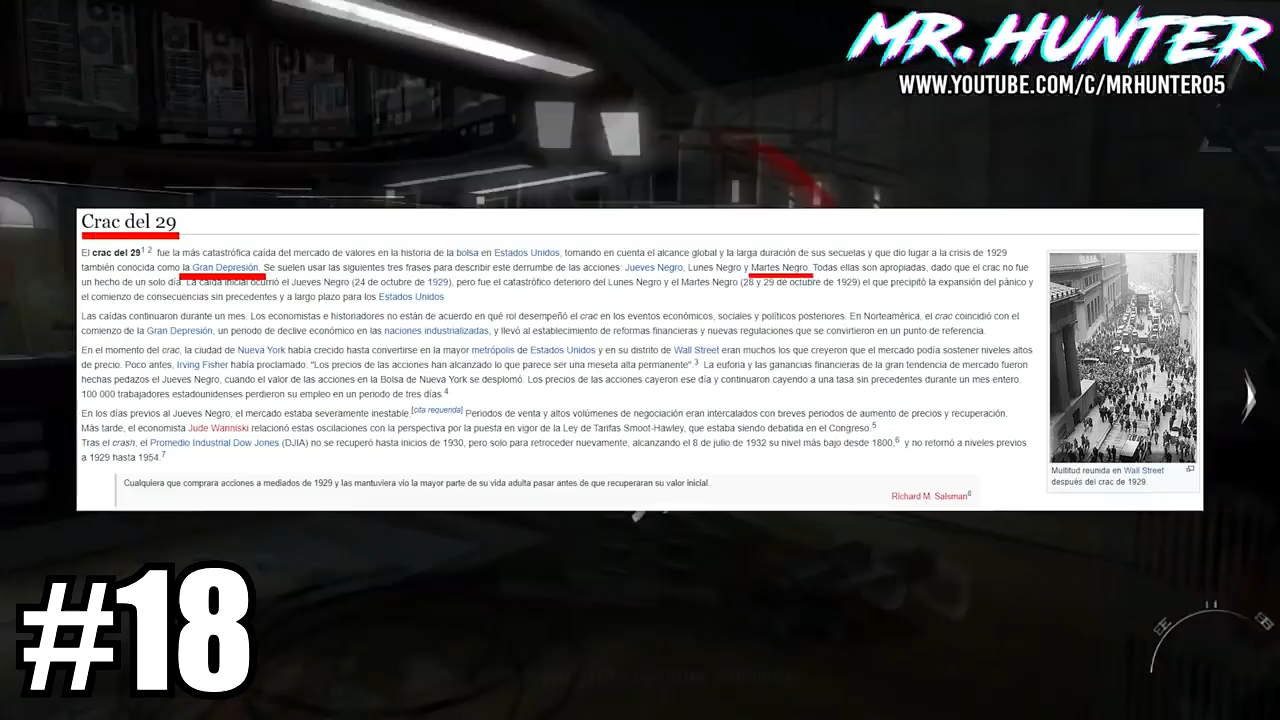 MR. HUNTER
WWW.YOUTUBE.COM/C/MRHUNTER05
Crac del 29
El crac del 29 1 2 fue la más catastrófica caída del mercado de valores en la historia de la bolsa en Estados Unidos, tomando en cuenta el alcance global y la larga duración de sus secuelas y que dio lugar a la crisis de 1929
también conocida como la Gran Depresión. Se suelen usar las siguientes tres frases para describir este derrumbe de las acciones: Jueves Negro, Lunes Negro y Martes Negro. Todas ellas son apropiadas, dado que el crac no fue
un hecho de un solo día. La caída inicial ocurrió el Jueves Negro (24 de octubre de 1929), pero fue el catastrófico deterioro del Lunes Negro y el Martes Negro (28 y 29 de octubre de 1929) el que precipitó la expansión del pánico y
el comienzo de consecuencias sin precedentes y a largo plazo para los Estados Unidos
Las caídas continuaron durante un mes. Los economistas e historiadores no están de acuerdo en qué rol desempeñó el crac en los eventos económicos, sociales y políticos posteriores. En Norteamérica, el crac coincidió con el
comienzo de la Gran Depresión, un periodo de declive económico en las naciones industrializadas, y llevó al establecimiento de reformas financieras y nuevas regulaciones que se convirtieron en un punto de referencia.
En el momento del crac, la ciudad de Nueva York había crecido hasta convertirse en la mayor metrópolis de Estados Unidos y en su distrito de Wall Street eran muchos los que creyeron que el mercado podía sostener niveles altos
de precio. Poco antes, Irving Fisher había proclamado: "Los precios de las acciones han alcanzado lo que parece ser una meseta alta permanente". 3 La euforia y las ganancias financieras de la gran tendencia de mercado fueron
hechas pedazos el Jueves Negro, cuando el valor de las acciones en la Bolsa de Nueva York se desplomó. Los precios de las acciones cayeron ese día y continuaron cayendo a una tasa sin precedentes durante un mes entero.
100 000 trabajadores estadounidenses perdieron su empleo en un periodo de tres días. 4
En los días previos al Jueves Negro, el mercado estaba severamente inestable.[cita requerida] Periodos de venta y altos volúmenes de negociación eran intercalados con breves periodos de aumento de precios y recuperación.
Más tarde, el economista Jude Wanniski relacionó estas oscilaciones con la perspectiva por la puesta en vigor de la Ley de Tarifas Smoot-Hawley, que estaba siendo debatida en el Congreso. 5
Tras el crash, el Promedio Industrial Dow Jones (DJIA) no se recuperó hasta inicios de 1930, pero solo para retroceder nuevamente, alcanzando el 8 de julio de 1932 su nivel más bajo desde 1800, 6 y no retornó a niveles previos
a 1929 hasta 1954. 7
Cualquiera que comprara acciones a mediados de 1929 y las mantuviera vio la mayor parte de su vida adulta pasar antes de que recuperaran su valor inicial.
Richard M. Salsman 8
Multitud reunida en Wall Street
después del crac de 1929.
#18